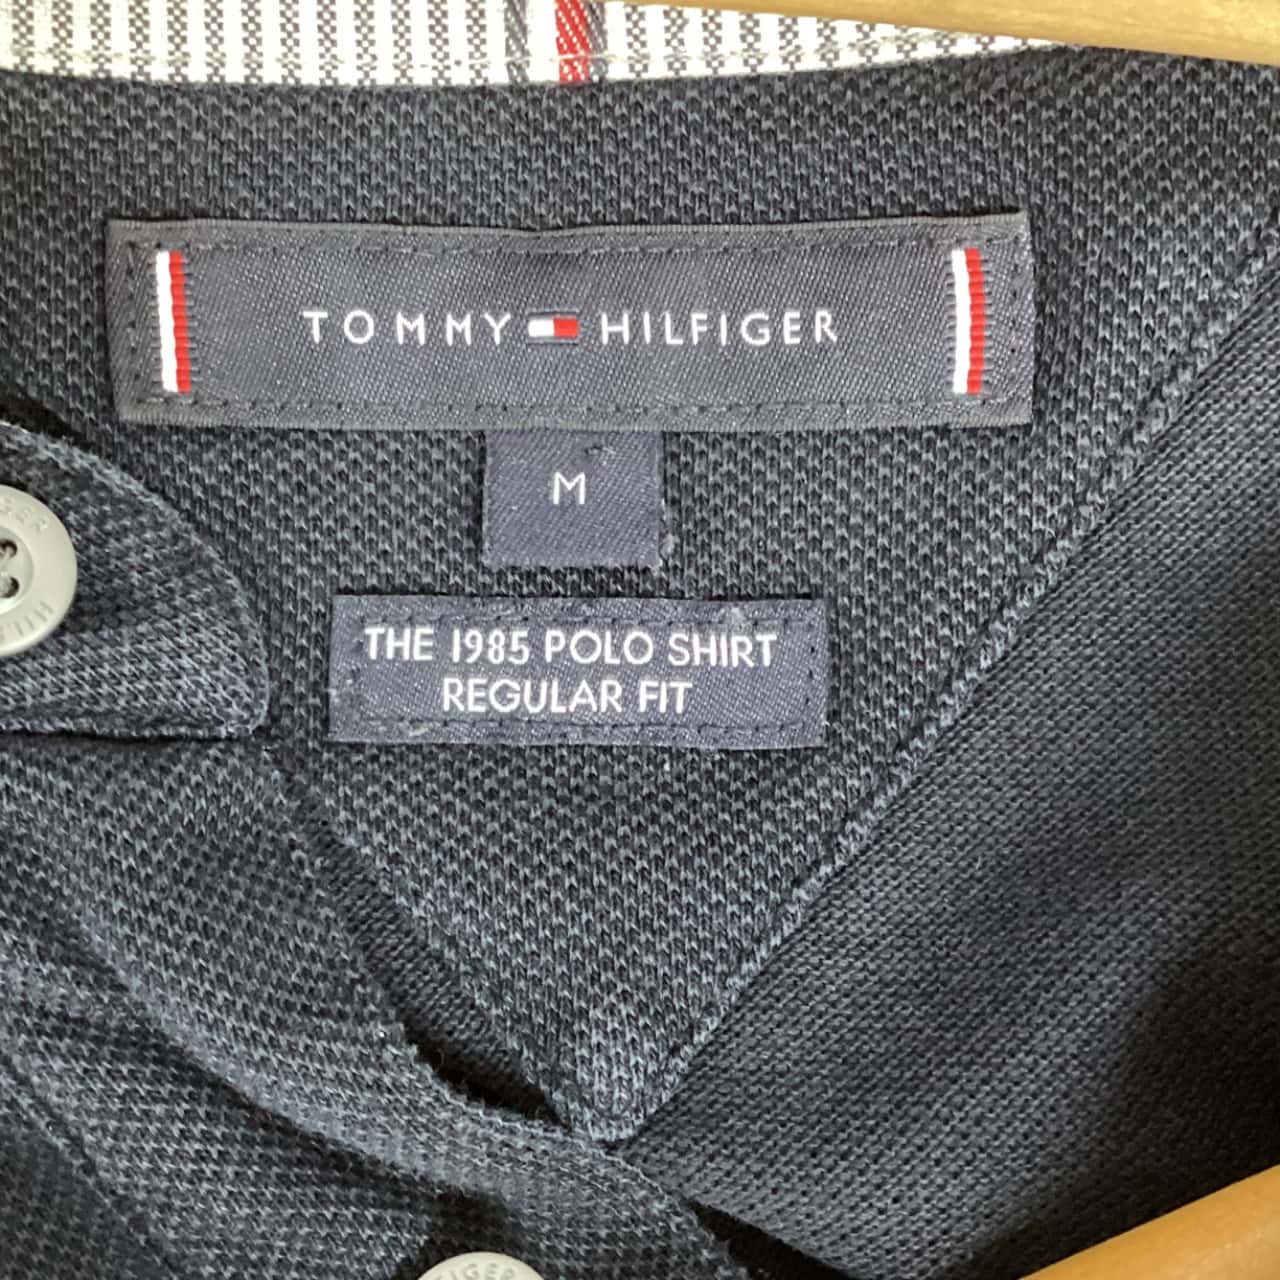 TOMMY HILFIGER
M
THE 1985 POLO SHIRT
REGULAR FIT